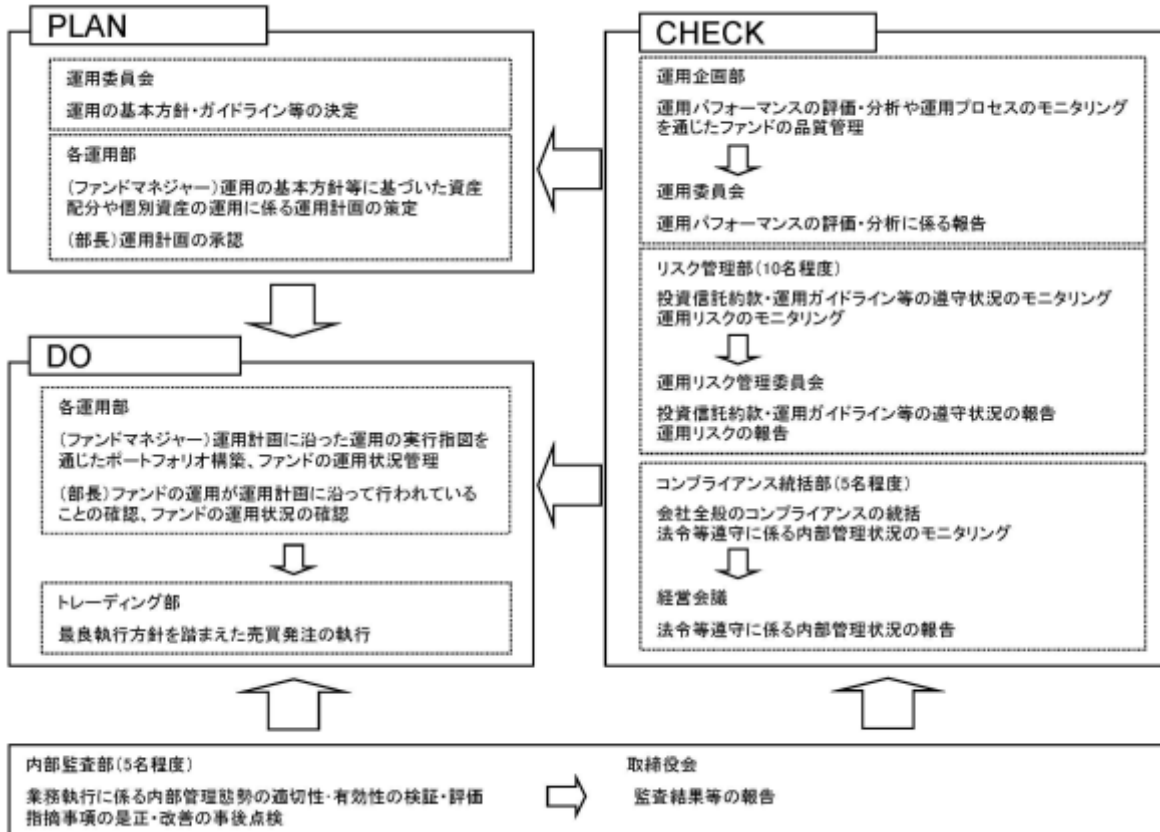 PLAN
運用委員会
運用の基本方針・ガイドライン等の決定
各運用部
(ファンドマネジャー)運用の基本方針等に基づいた資産
配分や個別資産の運用に係る運用計画の策定
(部長)運用計画の承認
DO
各運用部
(ファンドマネジャー)運用計画に沿った運用の実行指図を
通じたポートフォリオ構築、ファンドの運用状況管理
(部長)ファンドの運用が運用計画に沿って行われている
ことの確認、ファンドの運用状況の確認
トレーディング部
最良執行方針を踏まえた売買発注の執行
CHECK
運用企画部
運用パフォーマンスの評価・分析や運用プロセスのモニタリング
を通じたファンドの品質管理
運用委員会
運用パフォーマンスの評価・分析に係る報告
リスク管理部(10名程度)
投資信託約款・運用ガイドライン等の遵守状況のモニタリング
運用リスクのモニタリング
運用リスク管理委員会
投資信託約款・運用ガイドライン等の遵守状況の報告
運用リスクの報告
コンプライアンス統括部(5名程度)
会社全般のコンプライアンスの統括
法令等遵守に係る内部管理状況のモニタリング
経営会議
法令等遵守に係る内部管理状況の報告
内部監査部(5名程度)
業務執行に係る内部管理態勢の適切性・有効性の検証・評価
指摘事項の是正・改善の事後点検
取締役会
監査結果等の報告